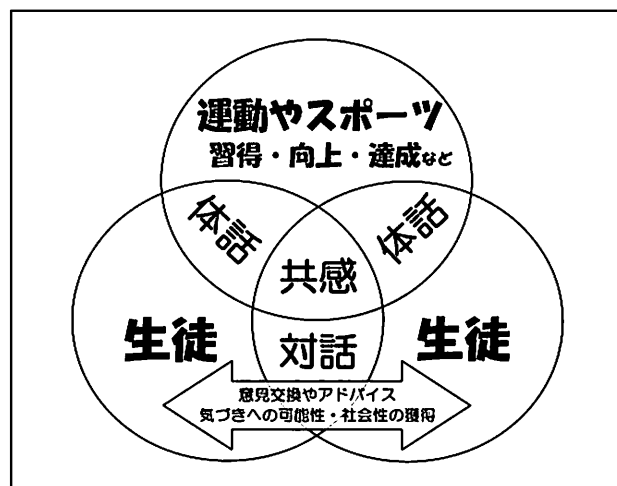 運動やスポーツ
習得・向上・達成など
体話
体話
共感
生徒
対話
生徒
意見交換やアドバイス
気づきへの可能性・社会性の獲得